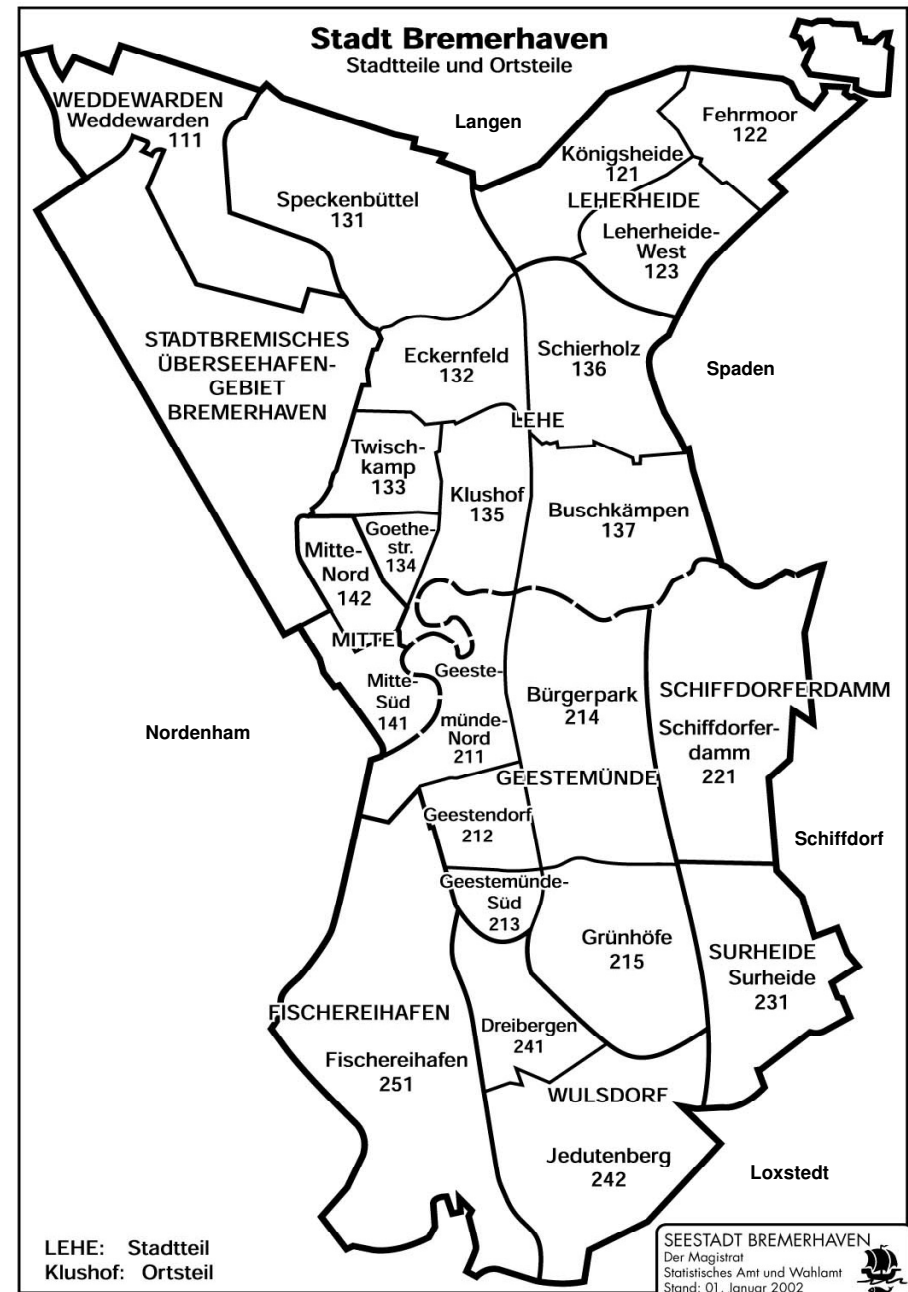 Stadt Bremerhaven
Stadtteile und Ortsteile
WEDDEWARDEN
Weddewarden
111
Langen
Fehrmoor
122
Königsheide
121
LEHERHEIDE
Speckenbüttel
131
Leherheide-
West
123
STADTBREMISCHES
ÜBERSEEHAFEN-
GEBIET
BREMERHAVEN
Eckernfeld
132
Schierholz
136
Spaden
LEHE
Twisch-
kamp
133
Klushof
135
Buschkämpen
137
Goethe-
str.
134
Mitte-
Nord
142
MITTE
Mitte-
Süd
141
Geeste-
münde-
Nord
211
Bürgerpark
214
SCHIFFDORFERDAMM
Schiffdorfer-
damm
221
Nordenham
GEESTEMÜNDE
Geestendorf
212
Schiffdorf
Geestemünde-
Süd
213
Grünhöfe
215
SURHEIDE
Surheide
231
FISCHEREIHAFEN
Fischereihafen
251
Dreibergen
241
WULSDORF
Jedutenberg
242
Loxstedt
LEHE: Stadtteil
Klushof: Ortsteil
SEESTADT BREMERHAVEN
Der Magistrat
Statistisches Amt und Wahlamt
Stand: 01. Januar 2002